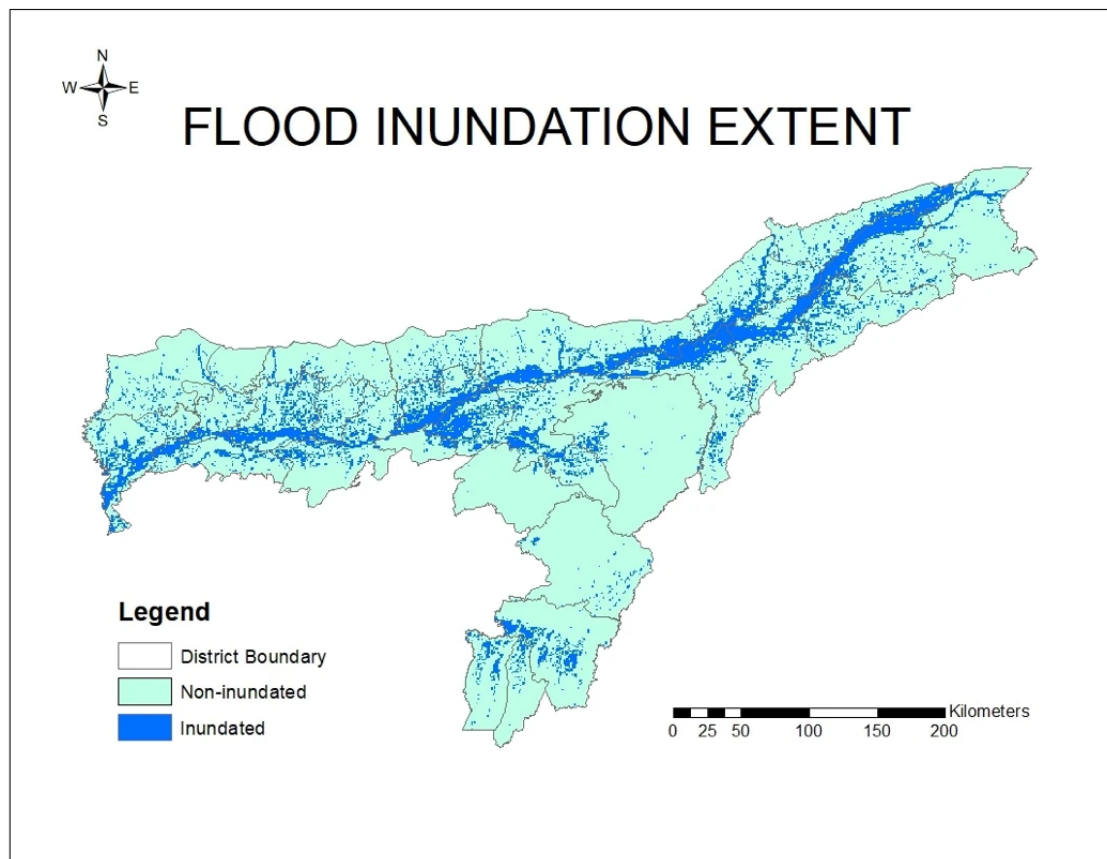 N
W E
S
FLOOD INUNDATION EXTENT
Legend
District Boundary
Non-inundated
Inundated
Kilometers
0 25 50 100 150 200